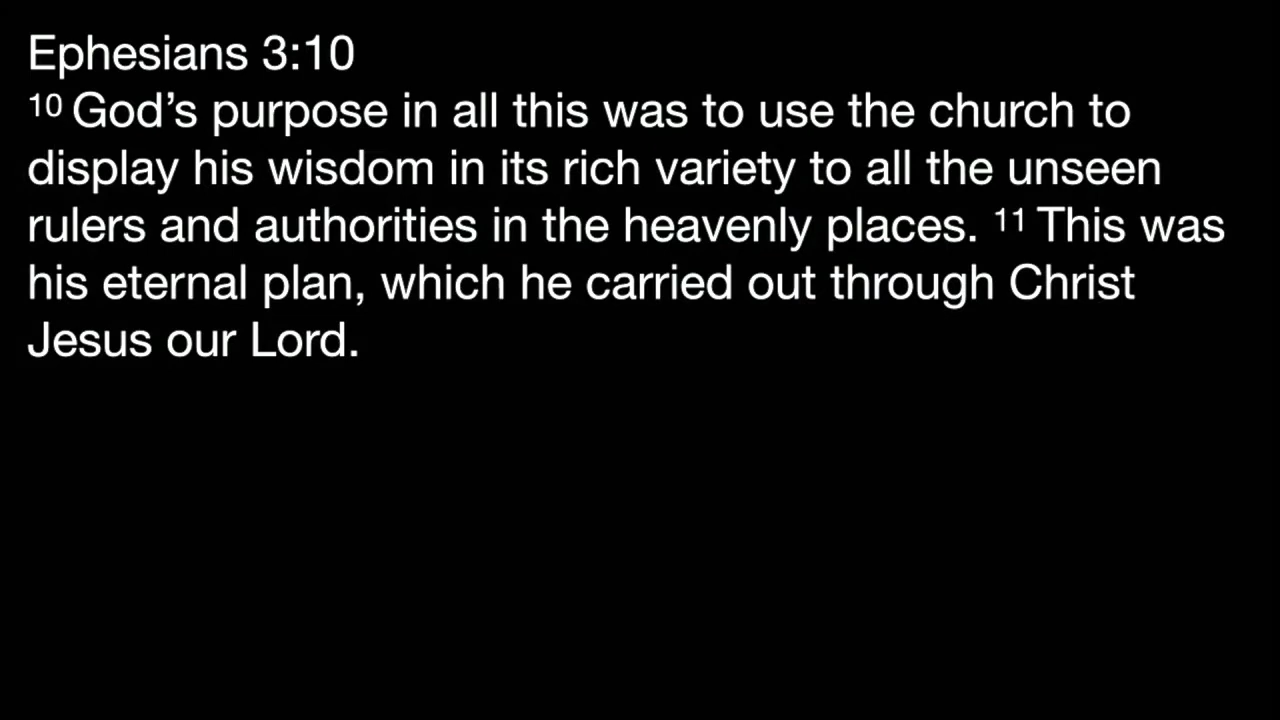 Ephesians 3:10
10 God’s purpose in all this was to use the church to
display his wisdom in its rich variety to all the unseen
rulers and authorities in the heavenly places. 11 This was
his eternal plan, which he carried out through Christ
Jesus our Lord.